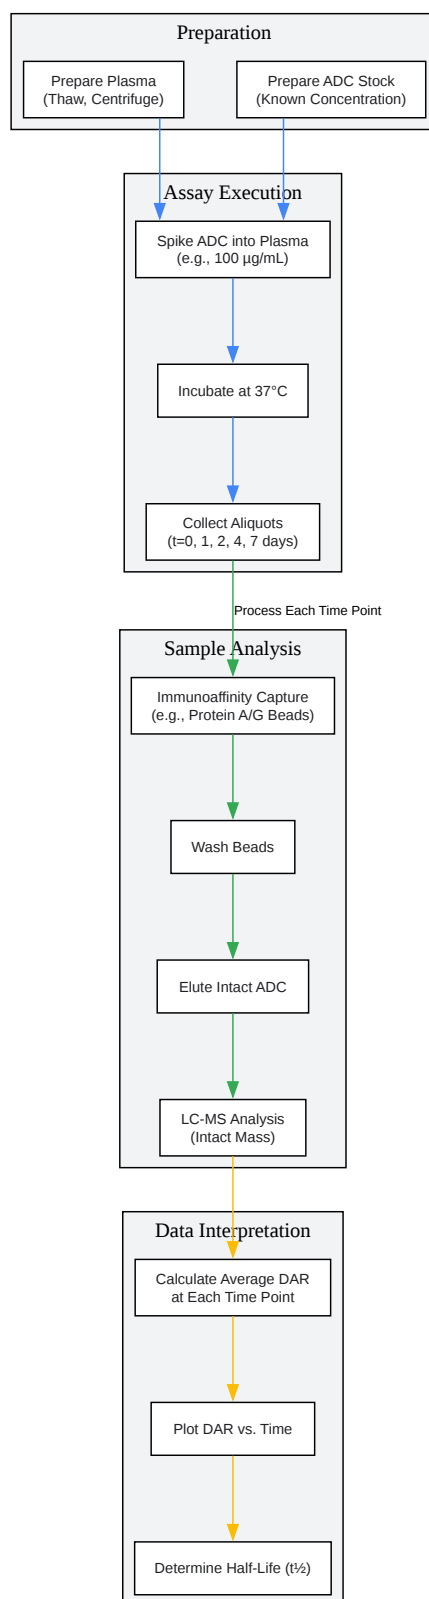 Preparation
Prepare Plasma
(Thaw, Centrifuge)
Prepare ADC Stock
(Known Concentration)
Assay Execution
Spike ADC into Plasma
(e.g., 100 µg/mL)
Incubate at 37°C
Collect Aliquots
(t=0, 1, 2, 4, 7 days)
Process Each Time Point
Sample Analysis
Immunoaffinity Capture
(e.g., Protein A/G Beads)
Wash Beads
Elute Intact ADC
LC-MS Analysis
(Intact Mass)
Data Interpretation
Calculate Average DAR
at Each Time Point
Plot DAR vs. Time
Determine Half-Life (t½)